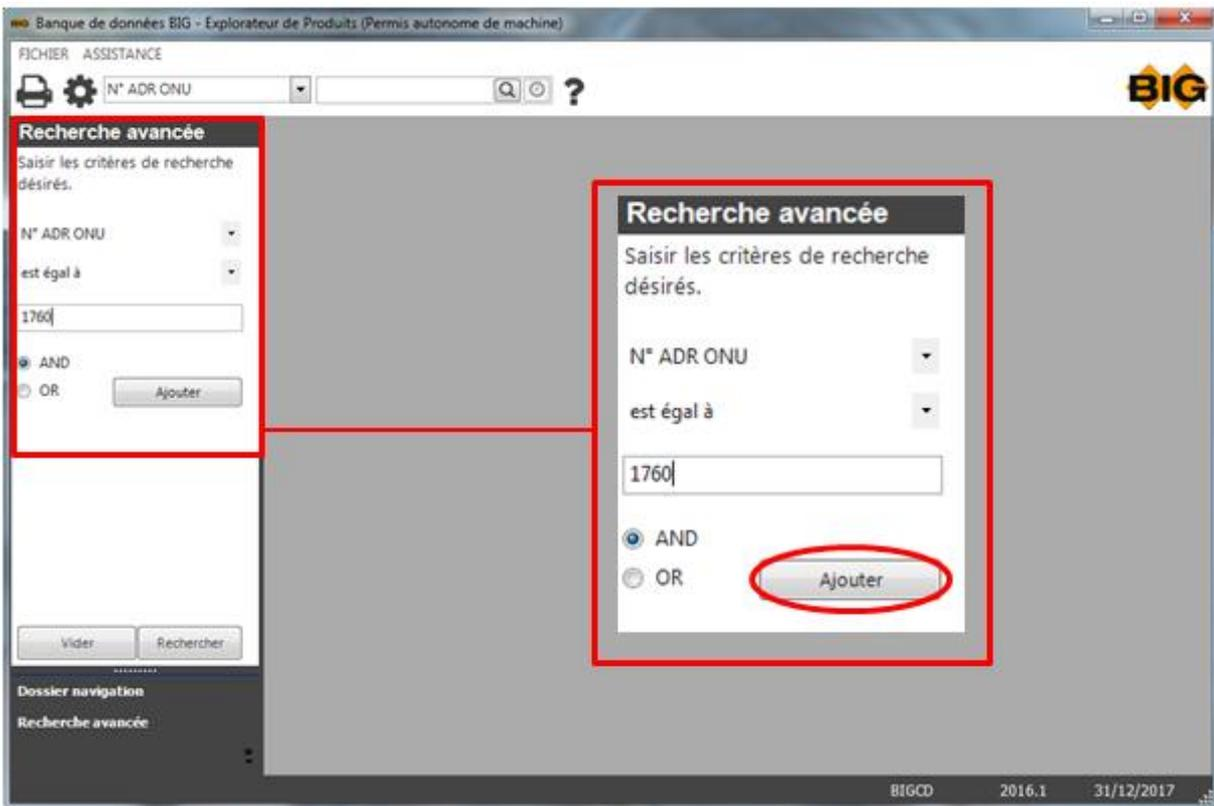 Banque de données BIG - Explorateur de Produits (Permis autonome de machine)
FICHIER ASSISTANCE
N° ADR ONU
?
BIG
Recherche avancée
Saisir les critères de recherche
désirés.
N° ADR ONU
est égal à
1760
AND
OR
Ajouter
Vider
Rechercher
Dossier navigation
Recherche avancée
Recherche avancée
Saisir les critères de recherche
désirés.
N° ADR ONU
est égal à
1760
AND
OR
Ajouter
BIGCD 2016.1 31/12/2017